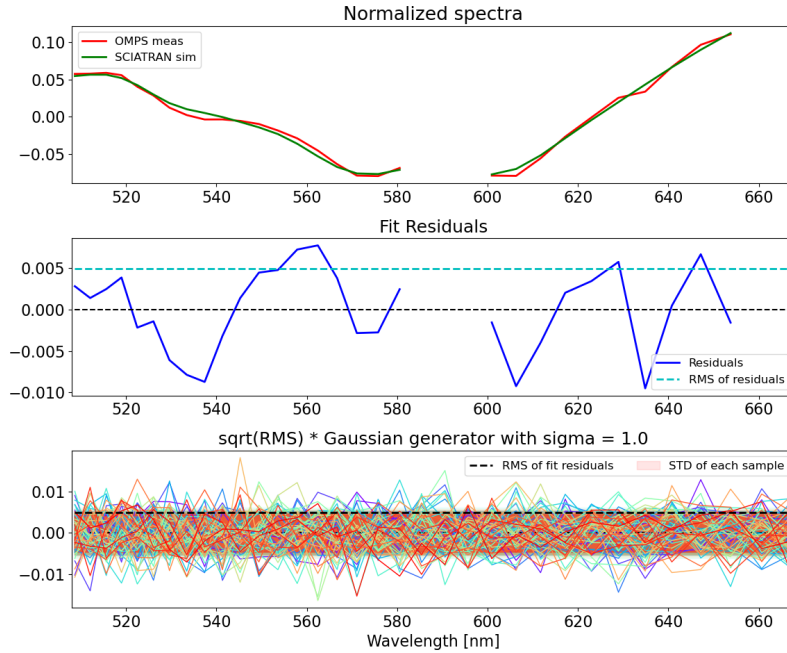 Normalized spectra
0.10
0.05
0.00
−0.05
OMPS meas
SCIATRAN sim
520 540 560 580 600 620 640 660
Fit Residuals
0.005
0.000
−0.005
−0.010
Residuals
RMS of residuals
520 540 560 580 600 620 640 660
sqrt(RMS) * Gaussian generator with sigma = 1.0
0.01
0.00
−0.01
RMS of fit residuals STD of each sample
520 540 560 580 600 620 640 660
Wavelength [nm]